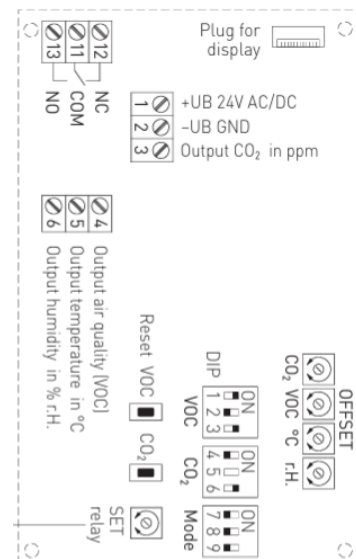 Plug for
display
12
11
13
NC
COM
NO
1 +UB 24V AC/DC
2 –UB GND
3 Output CO₂ in ppm
4
5
6
Output air quality (VOC)
Output temperature in °C
Output humidity in % r.H.
Reset VOC
CO₂
SET
relay
DIP
ON
1 2 3
VOC
ON
4 5 6
CO₂
ON
7 8 9
Mode
OFFSET
CO₂ VOC °C r.H.